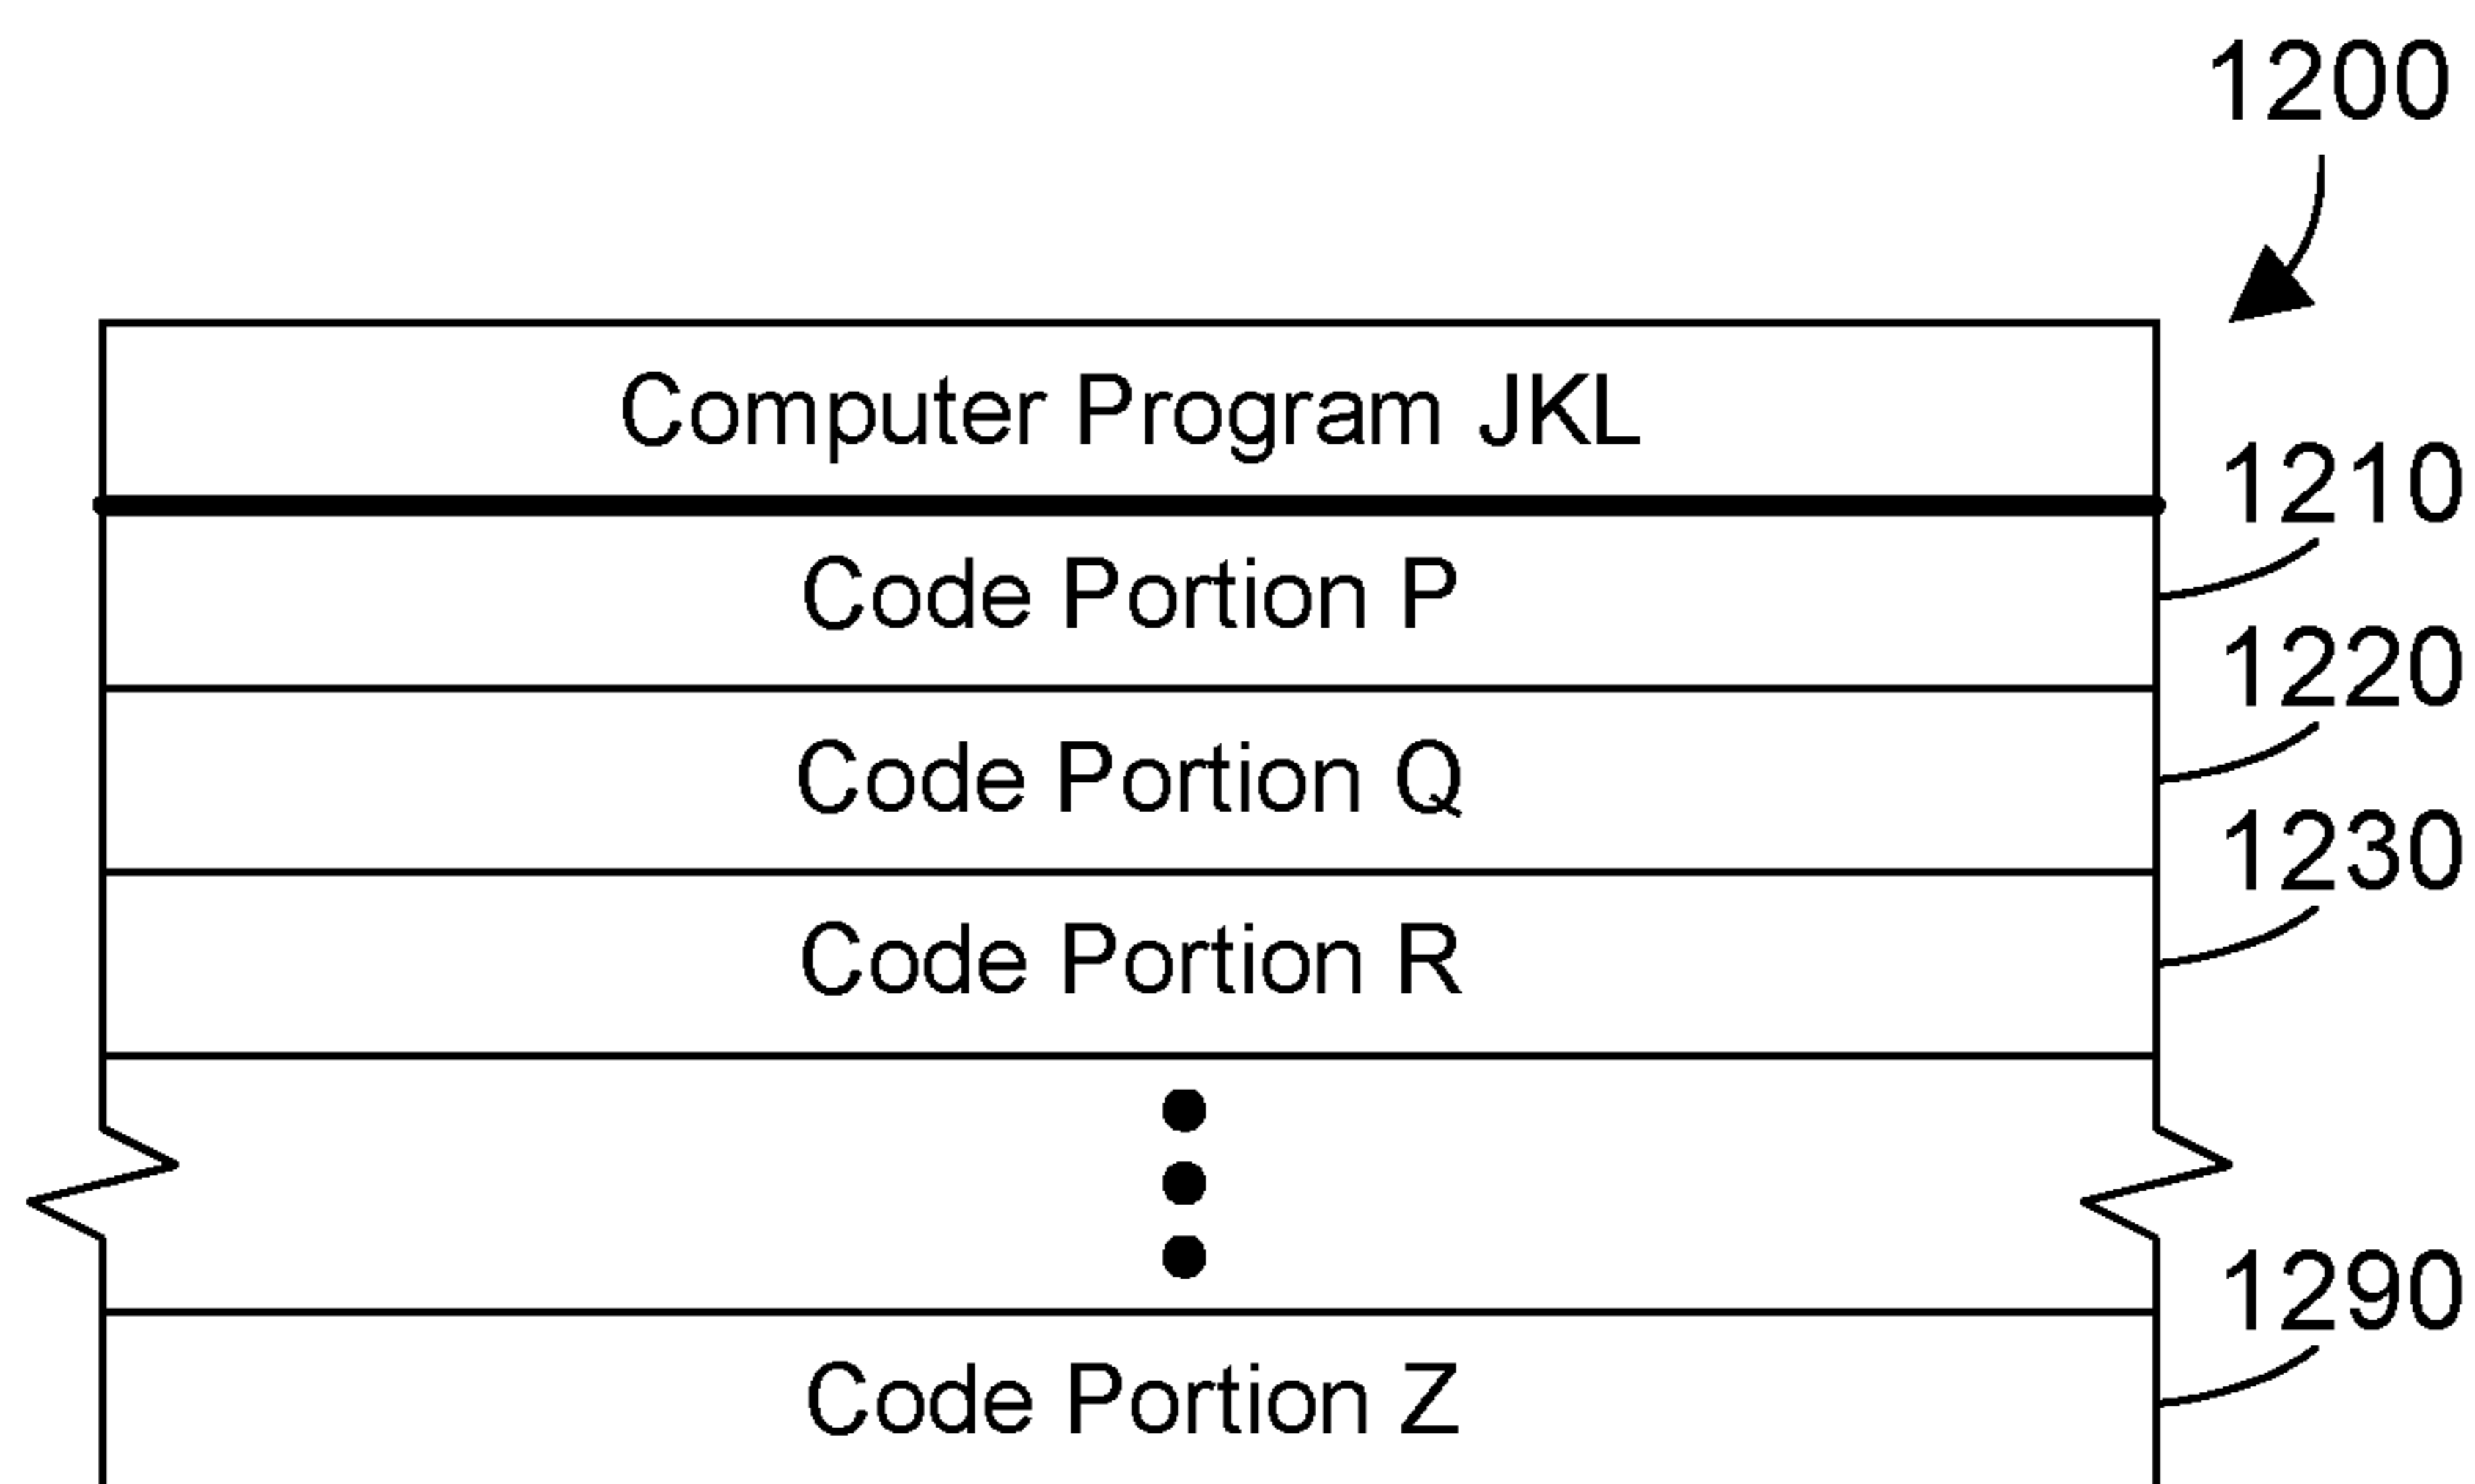 1200
Computer Program JKL
1210
Code Portion P
1220
Code Portion Q
1230
Code Portion R
1290
Code Portion Z